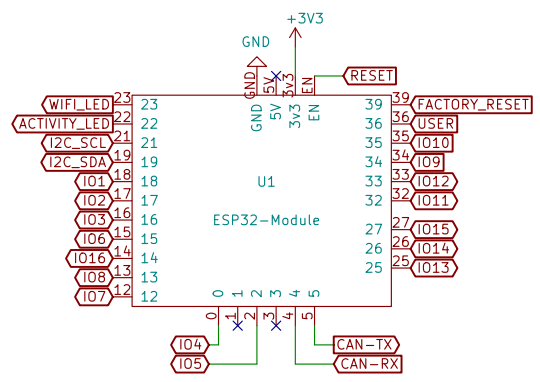 +3V3
GND
RESET
GND 5V 3v3 EN
GND 5V 3v3 EN
WIFI_LED 23 23 39 39 FACTORY_RESET
ACTIVITY_LED 22 22 36 36 USER
I2C_SCL 21 21 35 35 IO10
I2C_SDA 19 19 34 34 IO9
IO1 18 18 U1 33 33 IO12
IO2 17 17 32 32 IO11
IO3 16 16 ESP32-Module
IO6 15 15 27 27 IO15
IO16 14 14 26 26 IO14
IO8 13 13 25 25 IO13
IO7 12 12
0 1 2 3 4 5
0 1 2 3 4 5
IO4 CAN-TX
IO5 CAN-RX